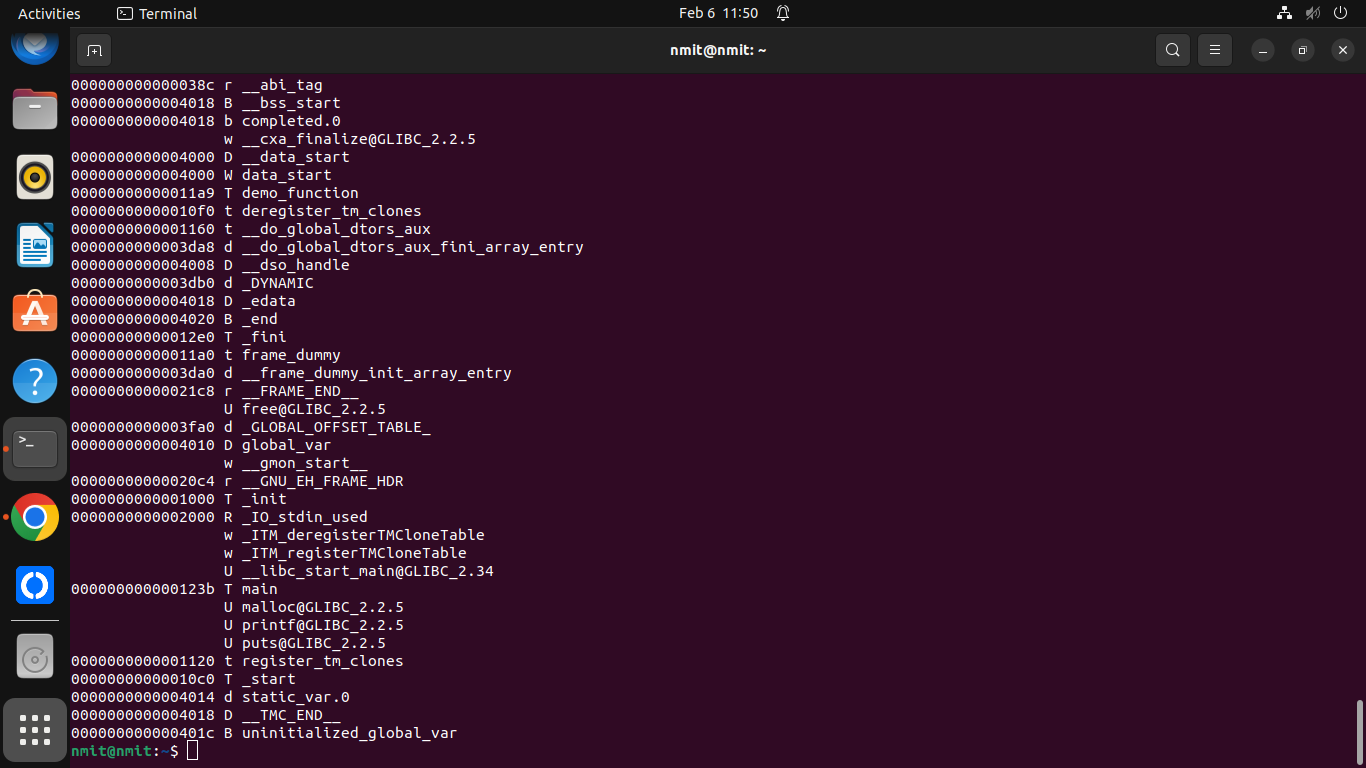 Activities Terminal Feb 6 11:50
nmit@nmit: ~
000000000000038c r __abi_tag
0000000000004018 B __bss_start
0000000000004018 b completed.0
                 w __cxa_finalize@GLIBC_2.2.5
0000000000004000 D __data_start
0000000000004000 W data_start
00000000000011a9 T demo_function
00000000000010f0 t deregister_tm_clones
0000000000001160 t __do_global_dtors_aux
0000000000003da8 d __do_global_dtors_aux_fini_array_entry
0000000000004008 D __dso_handle
0000000000003db0 d _DYNAMIC
0000000000004018 D _edata
0000000000004020 B _end
00000000000012e0 T _fini
00000000000011a0 t frame_dummy
0000000000003da0 d __frame_dummy_init_array_entry
00000000000021c8 r __FRAME_END__
                 U free@GLIBC_2.2.5
0000000000003fa0 d _GLOBAL_OFFSET_TABLE_
0000000000004010 D global_var
                 w __gmon_start__
00000000000020c4 r __GNU_EH_FRAME_HDR
0000000000001000 T _init
0000000000002000 R _IO_stdin_used
                 w _ITM_deregisterTMCloneTable
                 w _ITM_registerTMCloneTable
                 U __libc_start_main@GLIBC_2.34
000000000000123b T main
                 U malloc@GLIBC_2.2.5
                 U printf@GLIBC_2.2.5
                 U puts@GLIBC_2.2.5
0000000000001120 t register_tm_clones
00000000000010c0 T _start
0000000000004014 d static_var.0
0000000000004018 D __TMC_END__
000000000000401c B uninitialized_global_var
nmit@nmit:~$